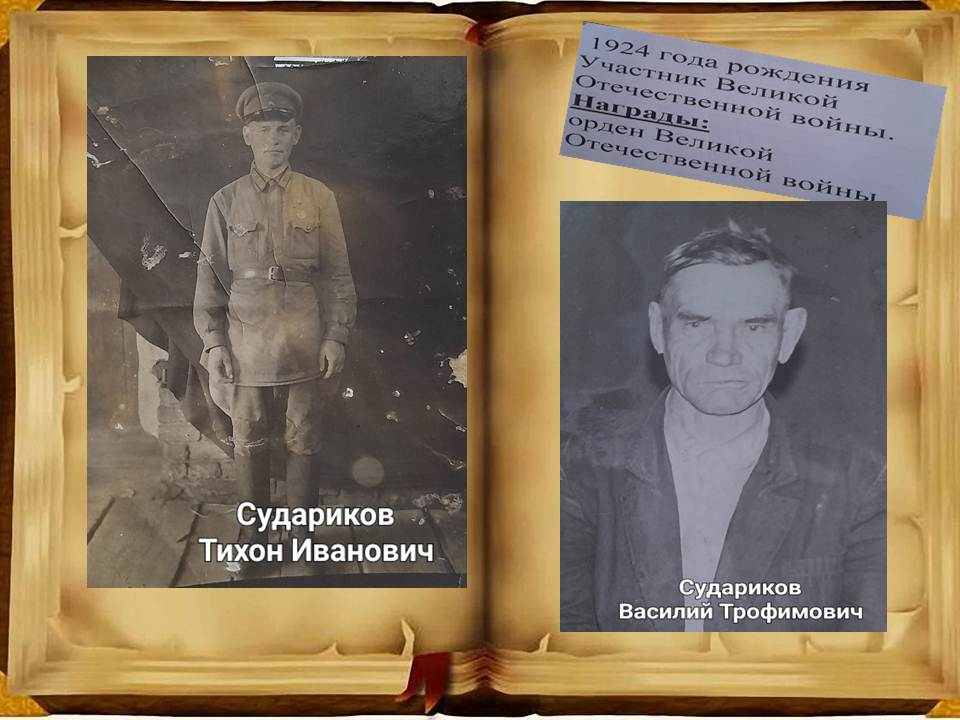 1924 года рождения
Участник Великой
Отечественной войны.
Награды:
орден Великой
Отечественной войны
Судариков
Тихон Иванович
Судариков
Василий Трофимович